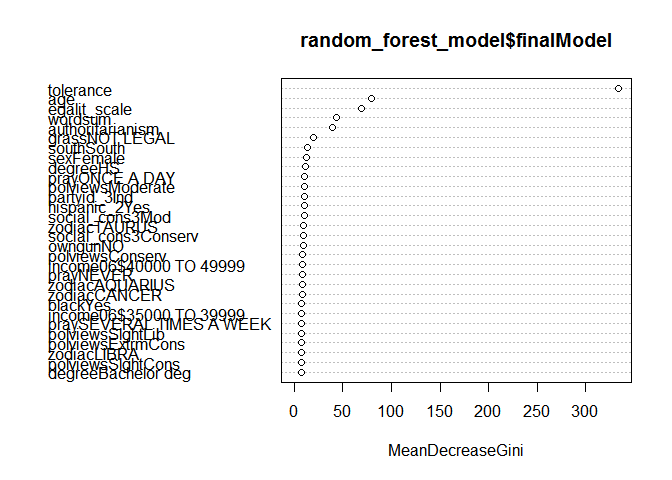 random_forest_model$finalModel
tolerance
age
egalit_scale
wordsum
authoritarianism
grassNOT LEGAL
southSouth
sexFemale
degreeHS
prayONCE A DAY
polviewsModerate
partyid_3Ind
hispanic_2Yes
social_cons3Mod
zodiacTAURUS
social_cons3Conserv
owngunNO
polviewsConserv
income06$40000 TO 49999
prayNEVER
zodiacAQUARIUS
zodiacCANCER
blackYes
income06$35000 TO 39999
praySEVERAL TIMES A WEEK
polviewsSlghtLib
polviewsExtrmCons
zodiacLIBRA
polviewsSlghtCons
degreeBachelor deg
0 50 100 150 200 250 300
MeanDecreaseGini